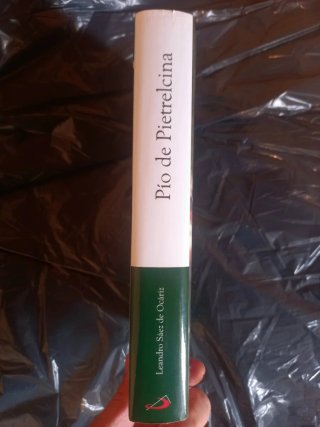 Pío de Pietrelcina
Leandro Sáez de Ocáriz